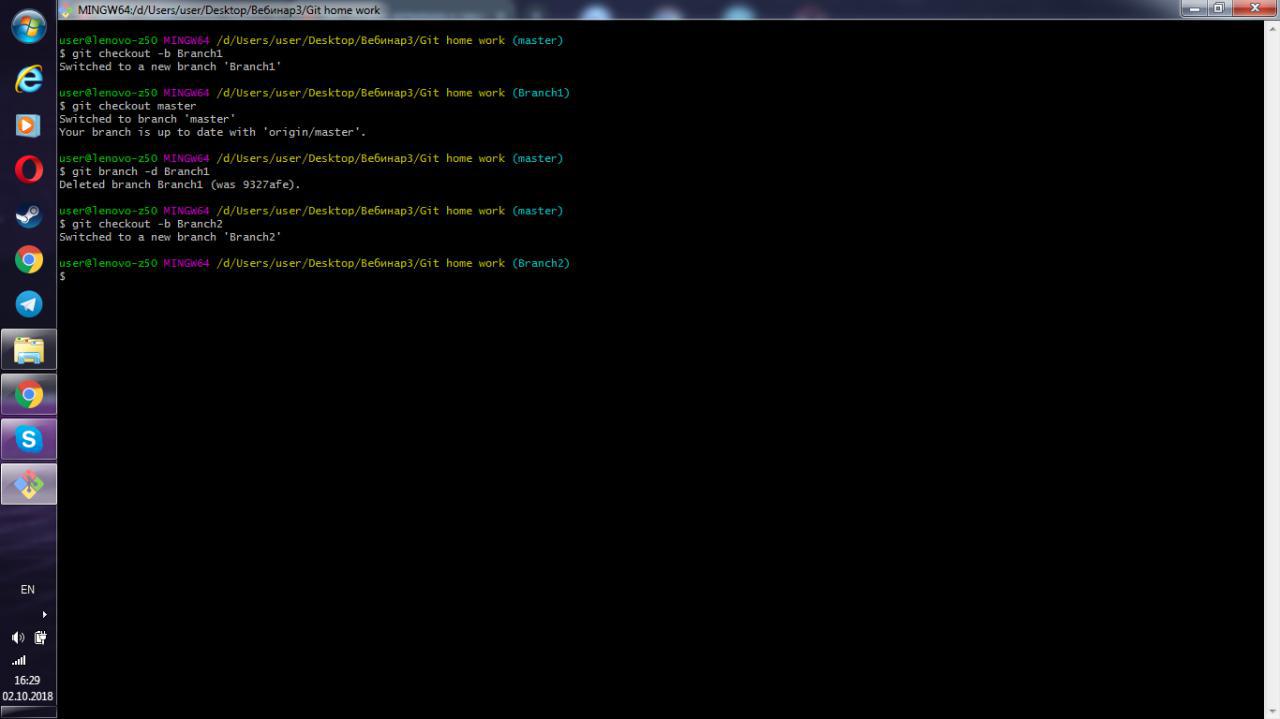 MINGW64:/d/Users/user/Desktop/Вебинар3/Git home work
user@lenovo-z50 MINGW64 /d/Users/user/Desktop/Вебинар3/Git home work (master)
$ git checkout -b Branch1
Switched to a new branch 'Branch1'
user@lenovo-z50 MINGW64 /d/Users/user/Desktop/Вебинар3/Git home work (Branch1)
$ git checkout master
Switched to branch 'master'
Your branch is up to date with 'origin/master'.
user@lenovo-z50 MINGW64 /d/Users/user/Desktop/Вебинар3/Git home work (master)
$ git branch -d Branch1
Deleted branch Branch1 (was 9327afe).
user@lenovo-z50 MINGW64 /d/Users/user/Desktop/Вебинар3/Git home work (master)
$ git checkout -b Branch2
Switched to a new branch 'Branch2'
user@lenovo-z50 MINGW64 /d/Users/user/Desktop/Вебинар3/Git home work (Branch2)
$
EN
16:29
02.10.2018